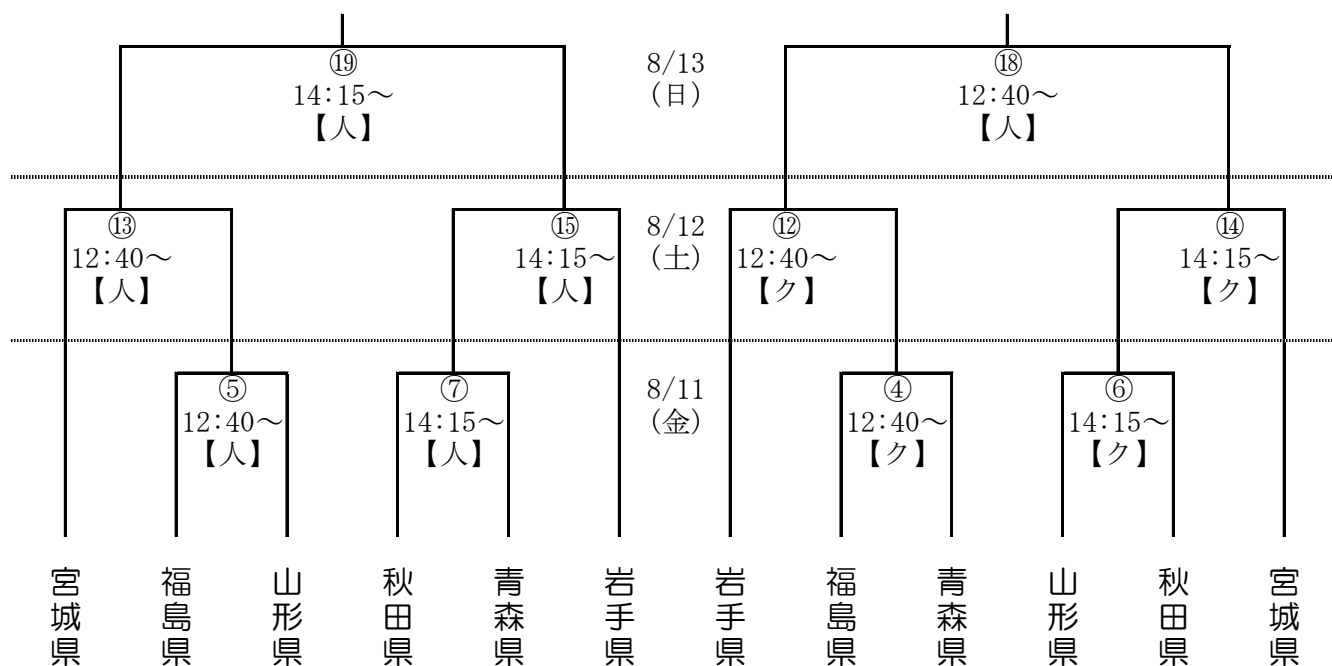 ⑲
14:15～
【人】
8/13
(日)
⑱
12:40～
【人】
⑬
12:40～
【人】
⑮
14:15～
【人】
8/12
(土)
⑫
12:40～
【ク】
⑭
14:15～
【ク】
⑤
12:40～
【人】
⑦
14:15～
【人】
8/11
(金)
④
12:40～
【ク】
⑥
14:15～
【ク】
宮城県
福島県
山形県
秋田県
青森県
岩手県
岩手県
福島県
青森県
山形県
秋田県
宮城県